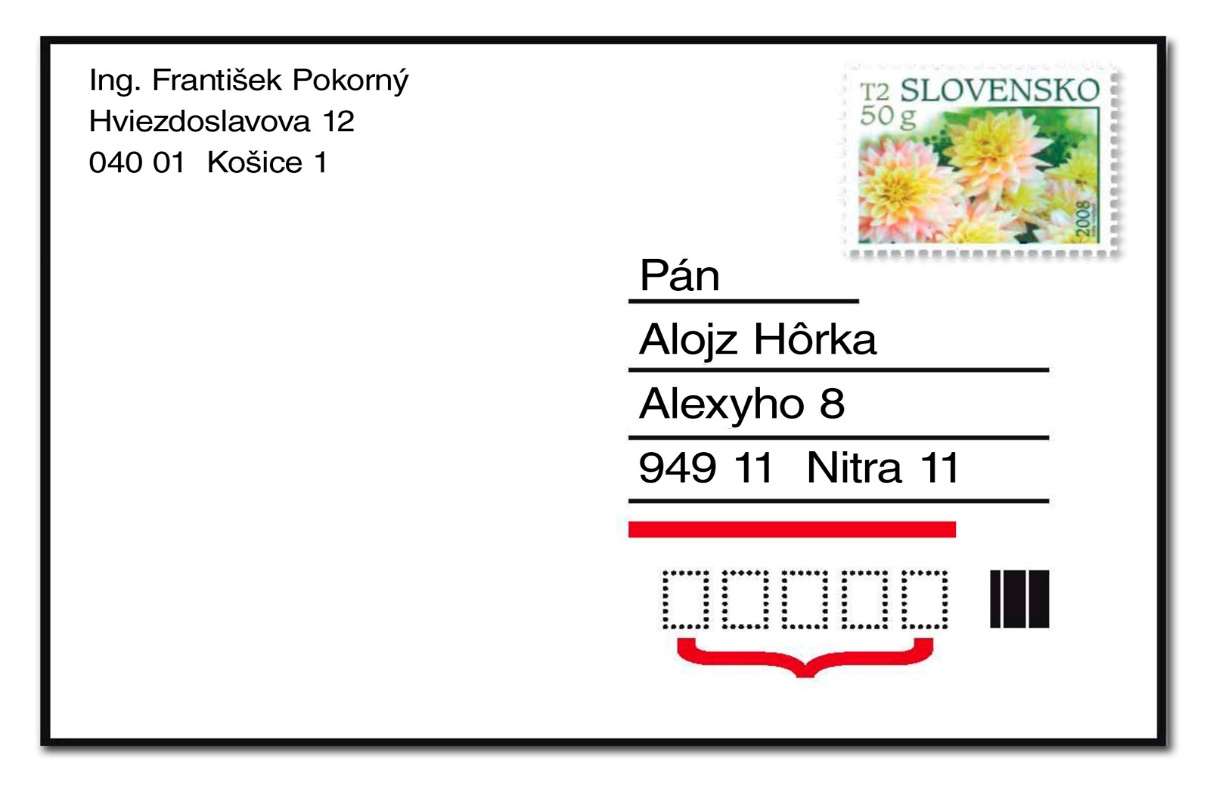 Ing. František Pokorný
Hviezdoslavova 12
040 01 Košice 1
T2 SLOVENSKO
50 g
2008
Pán
Alojz Hôrka
Alexyho 8
949 11 Nitra 11